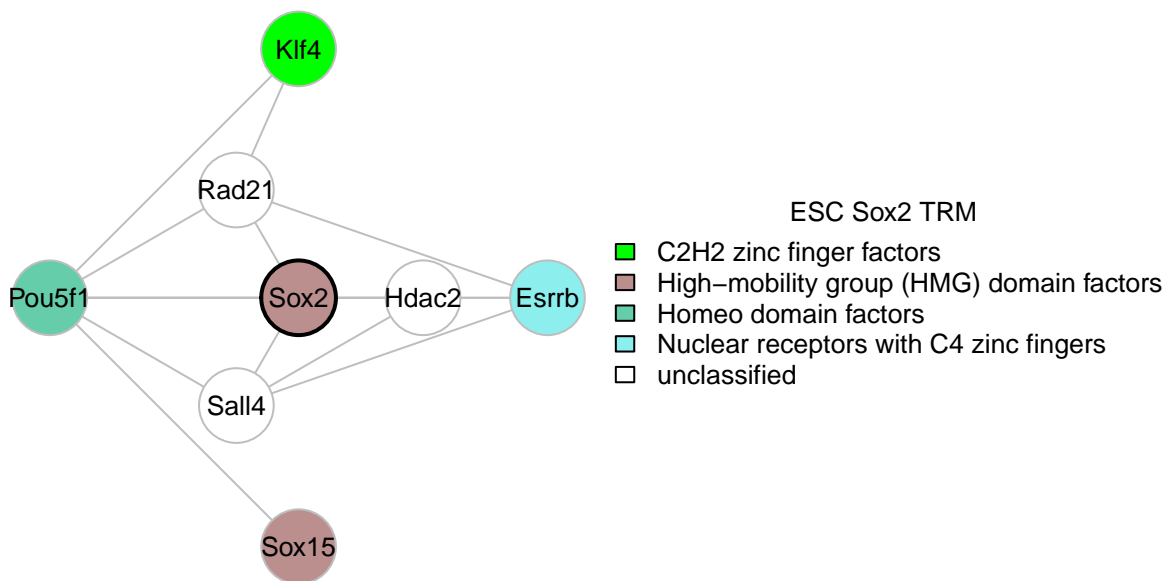 Klf4
Rad21
Pou5f1
Sox2
Hdac2
Esrrb
Sall4
Sox15
ESC Sox2 TRM
C2H2 zinc finger factors
High−mobility group (HMG) domain factors
Homeo domain factors
Nuclear receptors with C4 zinc fingers
unclassified